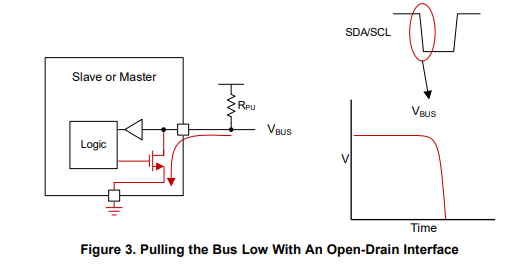 SDA/SCL
Slave or Master
RPU
VBUS
Logic
VBUS
V
Time
Figure 3. Pulling the Bus Low With An Open-Drain Interface